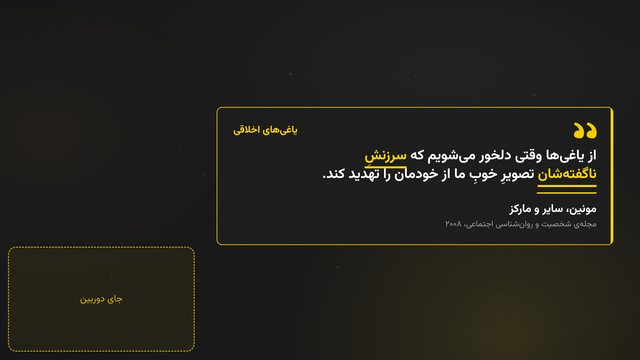 یاغی‌های اخلاقی
از یاغی‌ها وقتی دلخور می‌شویم که سرزنشِ
ناگفته‌شان تصویرِ خوبِ ما از خودمان را تهدید کند.
مونین، سایر و مارکز
مجله‌ی شخصیت و روان‌شناسی اجتماعی، ۲۰۰۸
جای دوربین